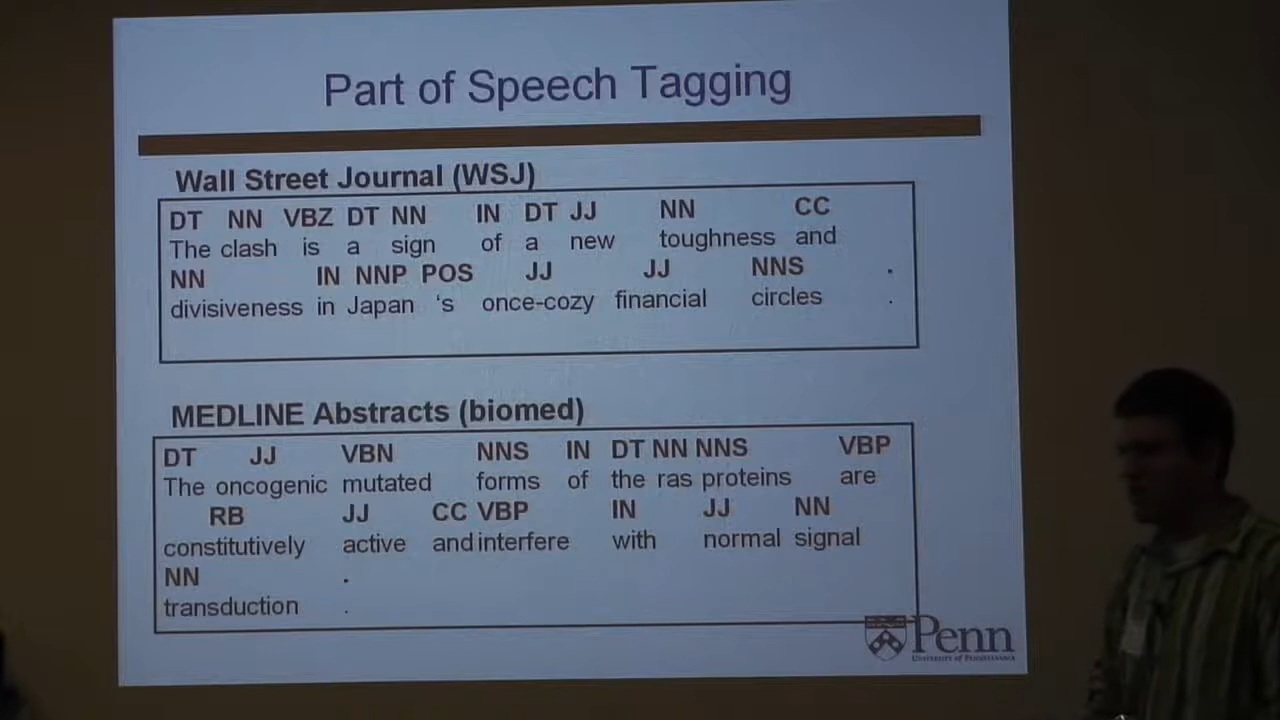 Part of Speech Tagging
Wall Street Journal (WSJ)
DT NN VBZ DT NN IN DT JJ NN CC
The clash is a sign of a new toughness and
NN IN NNP POS JJ JJ NNS .
divisiveness in Japan 's once-cozy financial circles .
MEDLINE Abstracts (biomed)
DT JJ VBN NNS IN DT NN NNS VBP
The oncogenic mutated forms of the ras proteins are
RB JJ CC VBP IN JJ NN
constitutively active and interfere with normal signal
NN .
transduction .
Penn
University of Pennsylvania